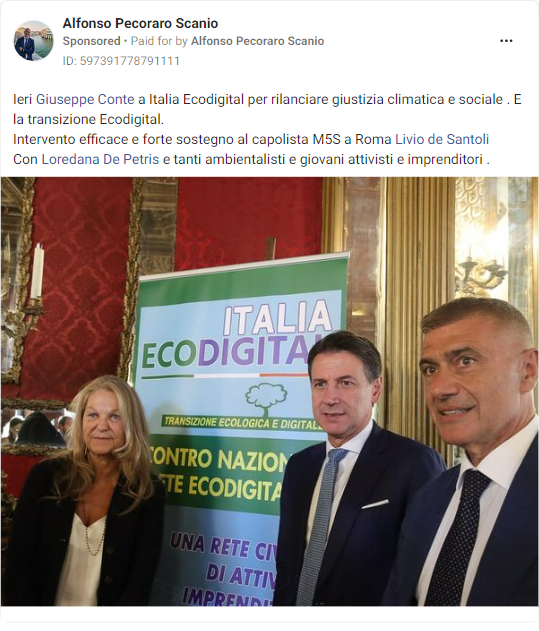 Alfonso Pecoraro Scanio
Sponsored • Paid for by Alfonso Pecoraro Scanio
ID: 597391778791111
Ieri Giuseppe Conte a Italia Ecodigital per rilanciare giustizia climatica e sociale . E
la transizione Ecodigital.
Intervento efficace e forte sostegno al capolista M5S a Roma Livio de Santoli
Con Loredana De Petris e tanti ambientalisti e giovani attivisti e imprenditori .
ITALIA
ECODIGITAL
TRANSIZIONE ECOLOGICA E DIGITALE
CONTRO NAZION
ETE ECODIGITA
UNA RETE CIV
DI ATTIV
IMPRENDIT